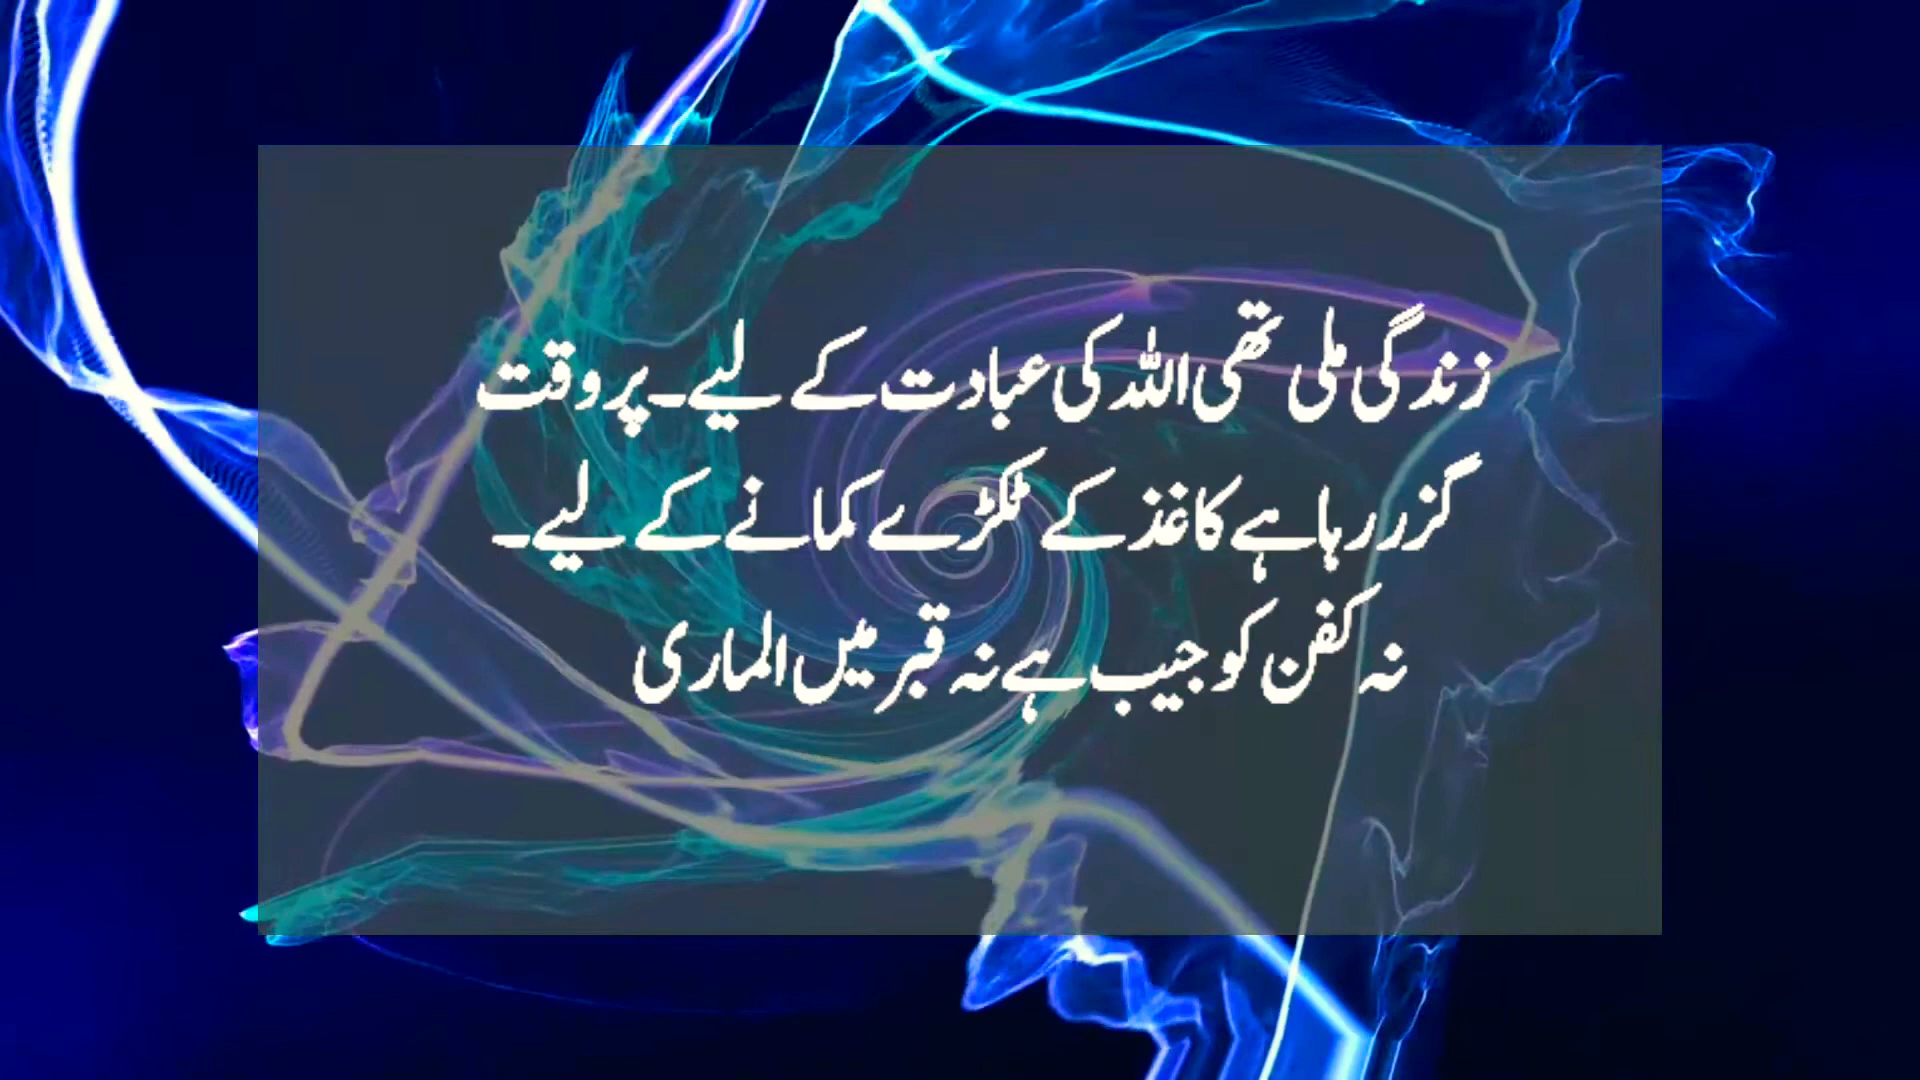 زندگی ملی تھی اللہ کی عبادت کے لیے۔ پر وقت
گزر رہا ہے کاغذ کے ٹکڑے کمانے کے لیے۔
نہ کفن کو جیب ہے نہ قبر میں الماری